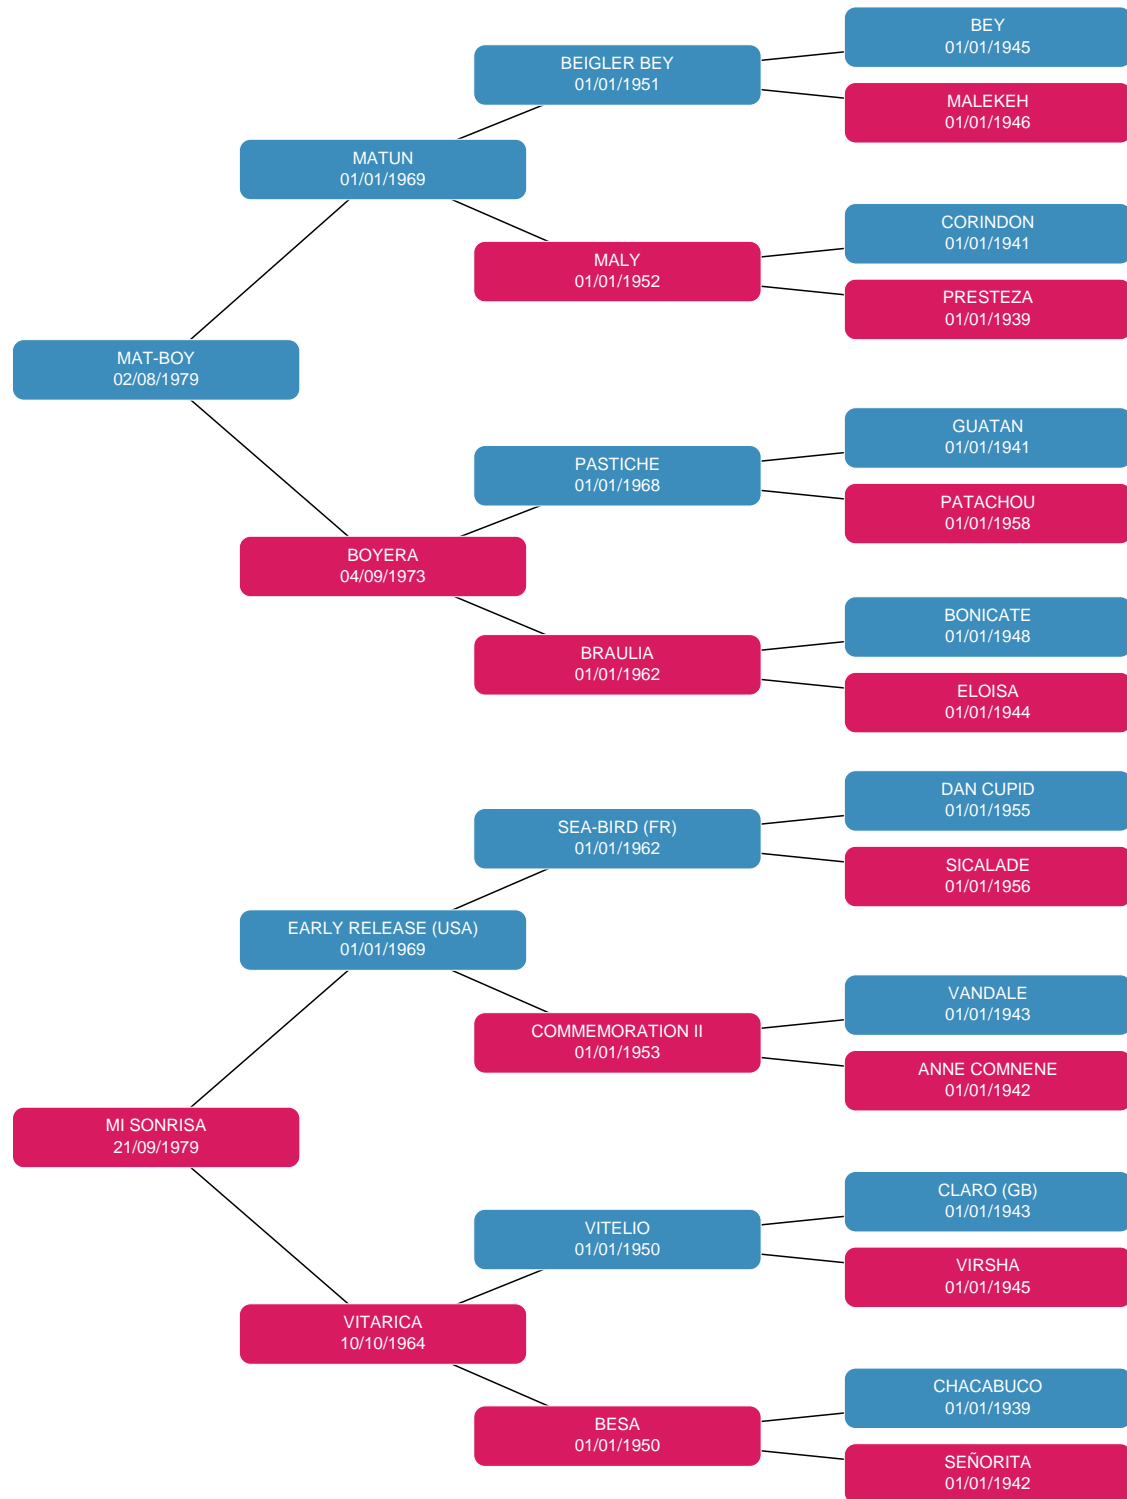 BEY
01/01/1945
BEIGLER BEY
01/01/1951
MALEKEH
01/01/1946
MATUN
01/01/1969
CORINDON
01/01/1941
MALY
01/01/1952
PRESTEZA
01/01/1939
MAT-BOY
02/08/1979
GUATAN
01/01/1941
PASTICHE
01/01/1968
PATACHOU
01/01/1958
BOYERA
04/09/1973
BONICATE
01/01/1948
BRAULIA
01/01/1962
ELOISA
01/01/1944
DAN CUPID
01/01/1955
SEA-BIRD (FR)
01/01/1962
SICALADE
01/01/1956
EARLY RELEASE (USA)
01/01/1969
VANDALE
01/01/1943
COMMEMORATION II
01/01/1953
ANNE COMNENE
01/01/1942
MI SONRISA
21/09/1979
CLARO (GB)
01/01/1943
VITELIO
01/01/1950
VIRSHA
01/01/1945
VITARICA
10/10/1964
CHACABUCO
01/01/1939
BESA
01/01/1950
SEÑORITA
01/01/1942